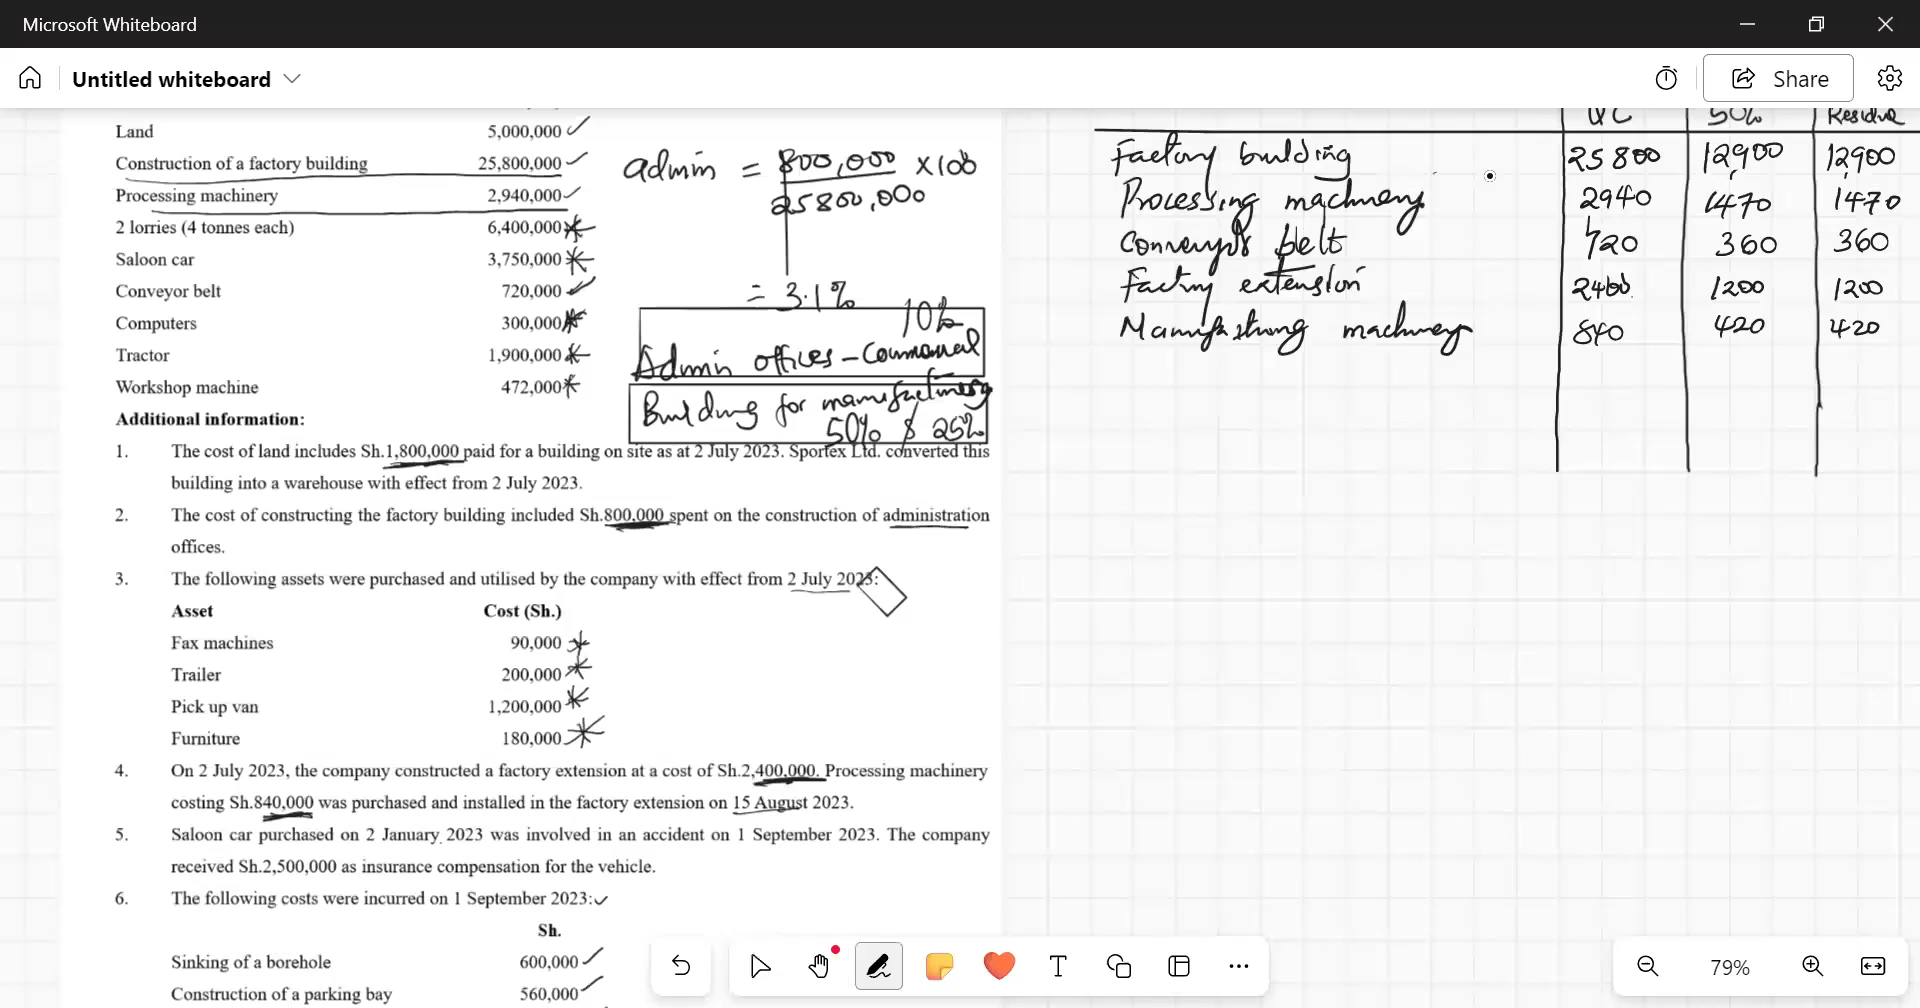 Microsoft Whiteboard
Untitled whiteboard
Share
Land 5,000,000
Construction of a factory building 25,800,000
Processing machinery 2,940,000
2 lorries (4 tonnes each) 6,400,000
Saloon car 3,750,000
Conveyor belt 720,000
Computers 300,000
Tractor 1,900,000
Workshop machine 472,000
admin = 800,000 x100
25800,000
= 3.1%
10%
Admin offices - Commercial
Building for manufacturing
50% $ 25%
Additional information:
1. The cost of land includes Sh.1,800,000 paid for a building on site as at 2 July 2023. Sportex Ltd. converted this
building into a warehouse with effect from 2 July 2023.
2. The cost of constructing the factory building included Sh.800,000 spent on the construction of administration
offices.
3. The following assets were purchased and utilised by the company with effect from 2 July 2023:
Asset Cost (Sh.)
Fax machines 90,000
Trailer 200,000
Pick up van 1,200,000
Furniture 180,000
4. On 2 July 2023, the company constructed a factory extension at a cost of Sh.2,400,000. Processing machinery
costing Sh.840,000 was purchased and installed in the factory extension on 15 August 2023.
5. Saloon car purchased on 2 January 2023 was involved in an accident on 1 September 2023. The company
received Sh.2,500,000 as insurance compensation for the vehicle.
6. The following costs were incurred on 1 September 2023:
Sh.
Sinking of a borehole 600,000
Construction of a parking bay 560,000
50% Residue
Factory building 25800 12,900 12,900
Processing machinery 2940 1470 1470
Conveyor belt 720 360 360
Factory extension 2400 1200 1200
machinery 840 420 420
79%